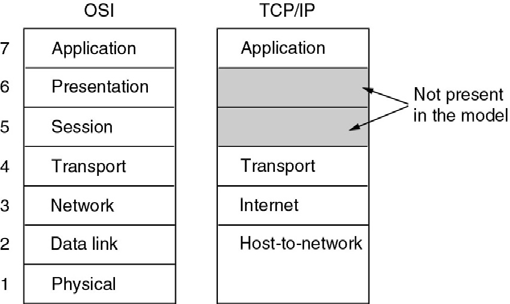 OSI TCP/IP
7 Application Application
6 Presentation
5 Session
Not present
in the model
4 Transport Transport
3 Network Internet
2 Data link Host-to-network
1 Physical